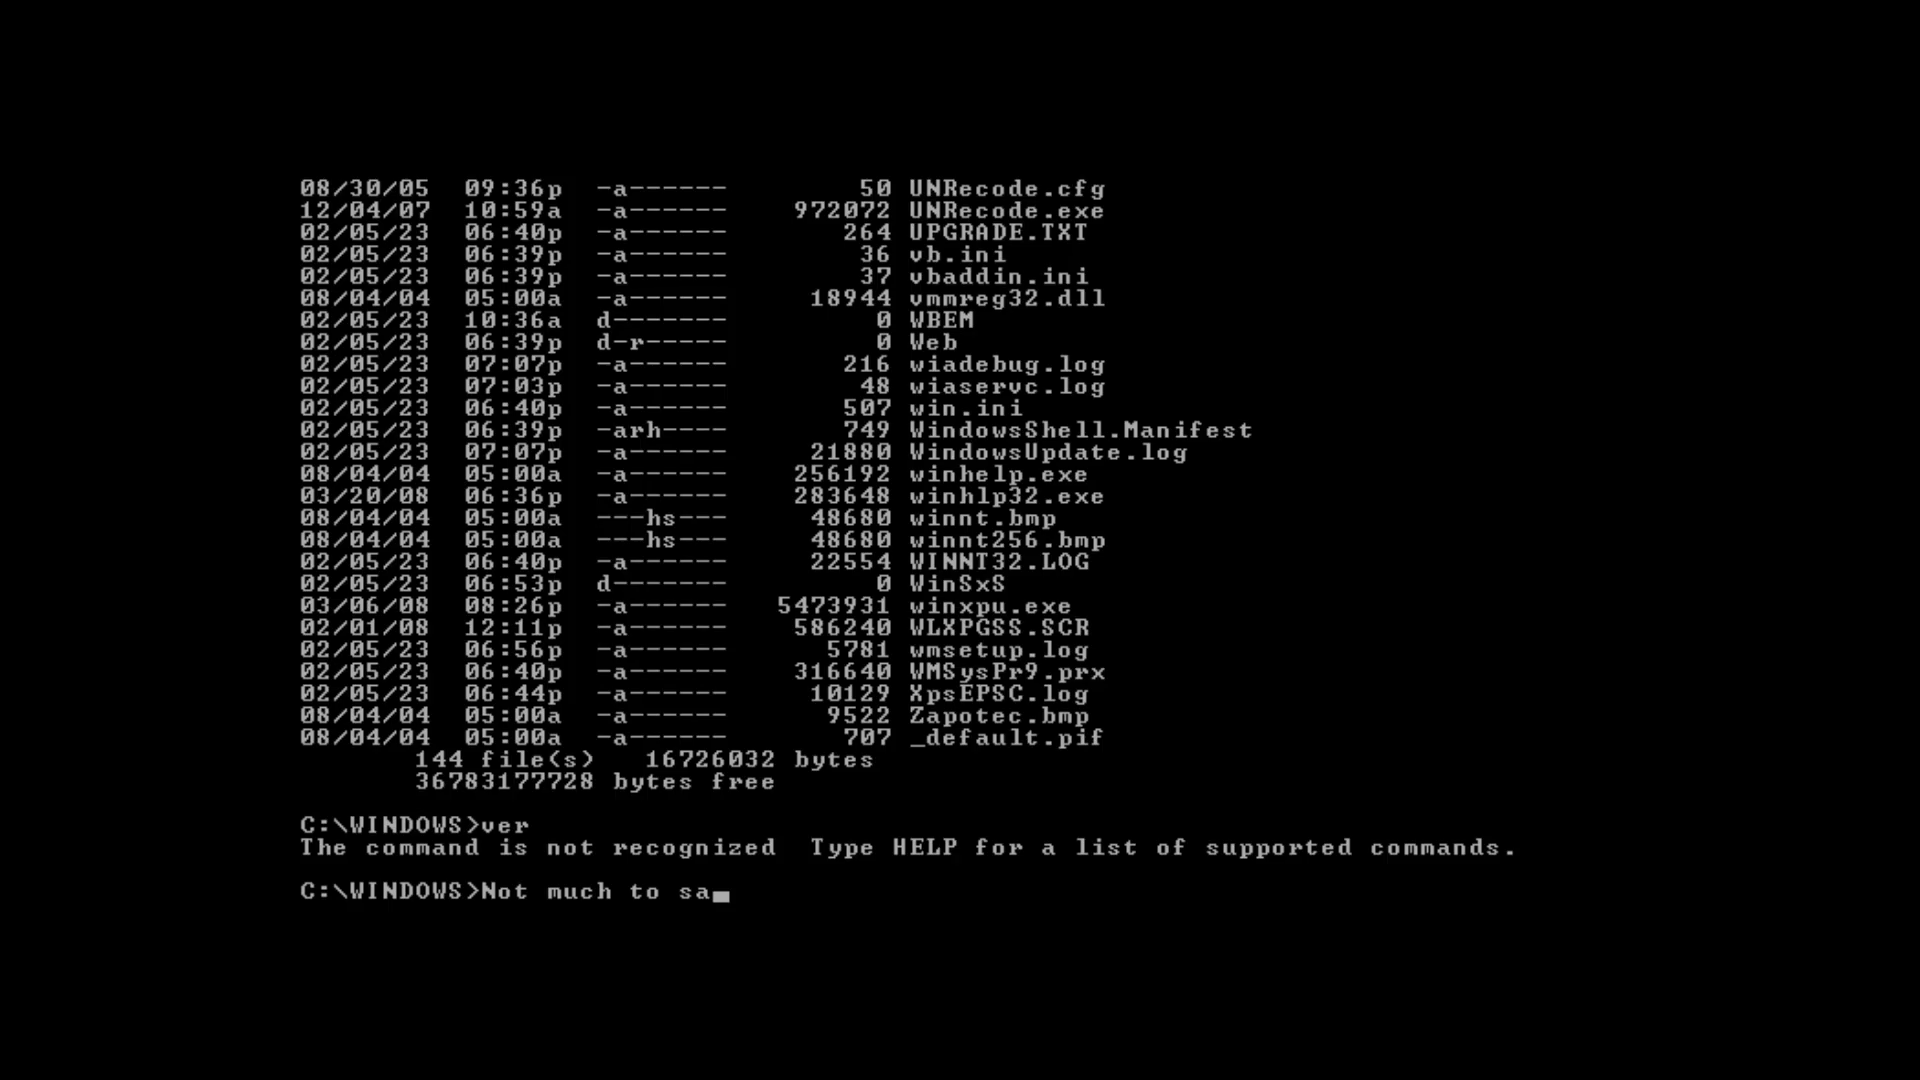 08/30/05  09:36p  -a------        50 UNRecode.cfg
12/04/07  10:59a  -a------    972072 UNRecode.exe
02/05/23  06:40p  -a------       264 UPGRADE.TXT
02/05/23  06:39p  -a------        36 vb.ini
02/05/23  06:39p  -a------        37 vbaddin.ini
08/04/04  05:00a  -a------     18944 vmmreg32.dll
02/05/23  10:36a  d-------         0 WBEM
02/05/23  06:39p  d-r-----         0 Web
02/05/23  07:07p  -a------       216 wiadebug.log
02/05/23  07:03p  -a------        48 wiaservc.log
02/05/23  06:40p  -a------       507 win.ini
02/05/23  06:39p  -arh----       749 WindowsShell.Manifest
02/05/23  07:07p  -a------     21880 WindowsUpdate.log
08/04/04  05:00a  -a------    256192 winhelp.exe
03/20/08  06:36p  -a------    283648 winhlp32.exe
08/04/04  05:00a  ---hs---     48680 winnt.bmp
08/04/04  05:00a  ---hs---     48680 winnt256.bmp
02/05/23  06:40p  -a------     22554 WINNT32.LOG
02/05/23  06:53p  d-------         0 WinSxS
03/06/08  08:26p  -a------   5473931 winxpu.exe
02/01/08  12:11p  -a------    586240 WLXPGSS.SCR
02/05/23  06:56p  -a------      5781 wmsetup.log
02/05/23  06:40p  -a------    316640 WMSysPr9.prx
02/05/23  06:44p  -a------     10129 XpsEPSC.log
08/04/04  05:00a  -a------      9522 Zapotec.bmp
08/04/04  05:00a  -a------       707 _default.pif
144 file(s)   16726032 bytes
36783177728 bytes free
C:\WINDOWS>ver
The command is not recognized  Type HELP for a list of supported commands.
C:\WINDOWS>Not much to sa